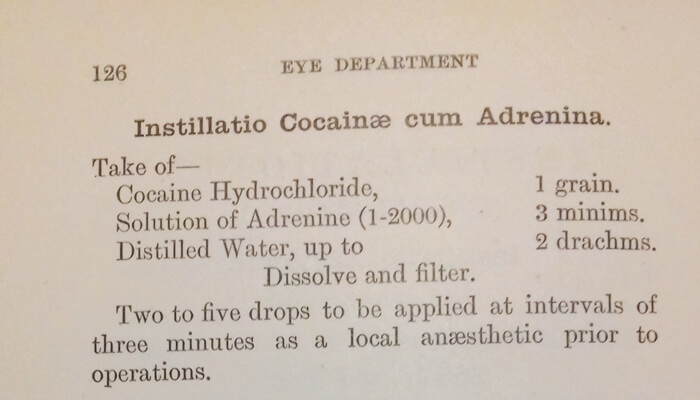 126 EYE DEPARTMENT
Instillatio Cocainæ cum Adrenina.
Take of—
Cocaine Hydrochloride, 1 grain.
Solution of Adrenine (1-2000), 3 minims.
Distilled Water, up to 2 drachms.
Dissolve and filter.
Two to five drops to be applied at intervals of
three minutes as a local anæsthetic prior to
operations.